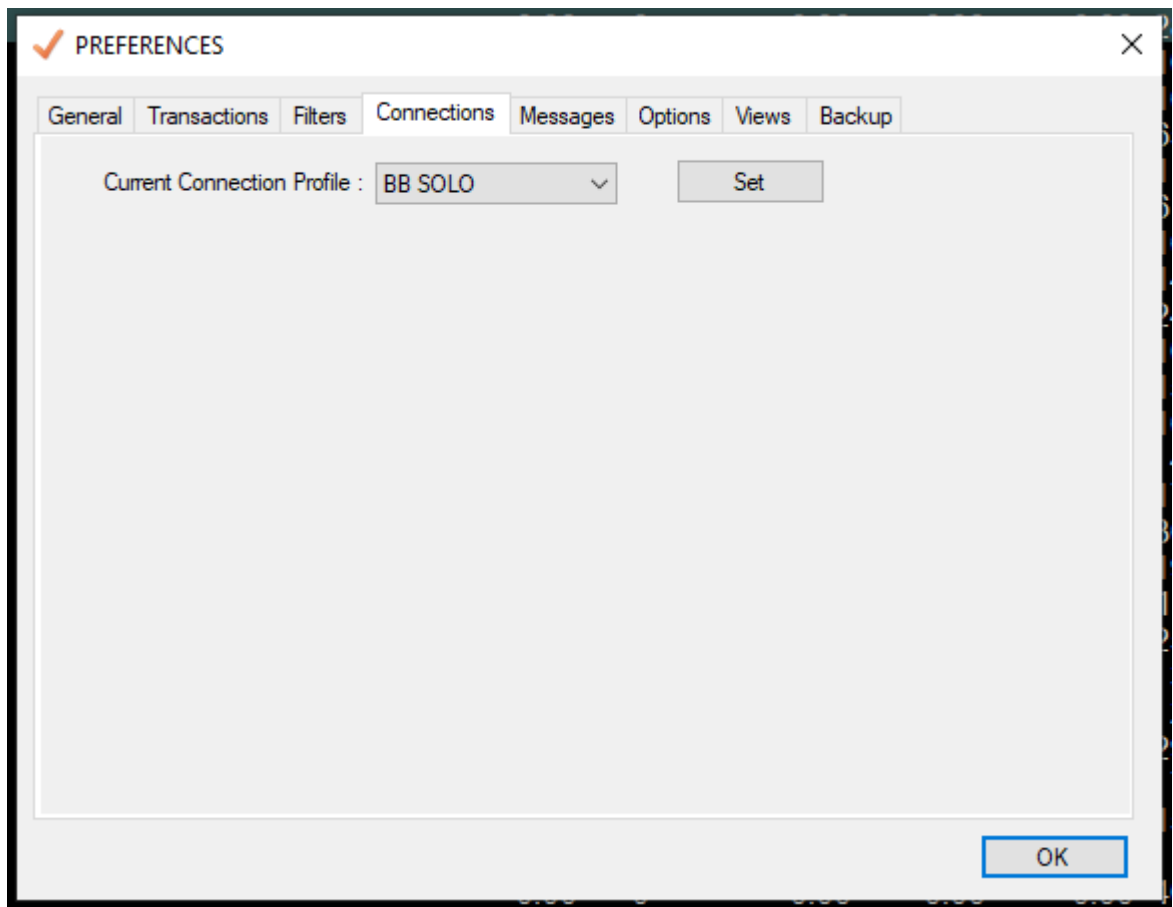 PREFERENCES
General Transactions Filters Connections Messages Options Views Backup
Current Connection Profile : BB SOLO Set
OK